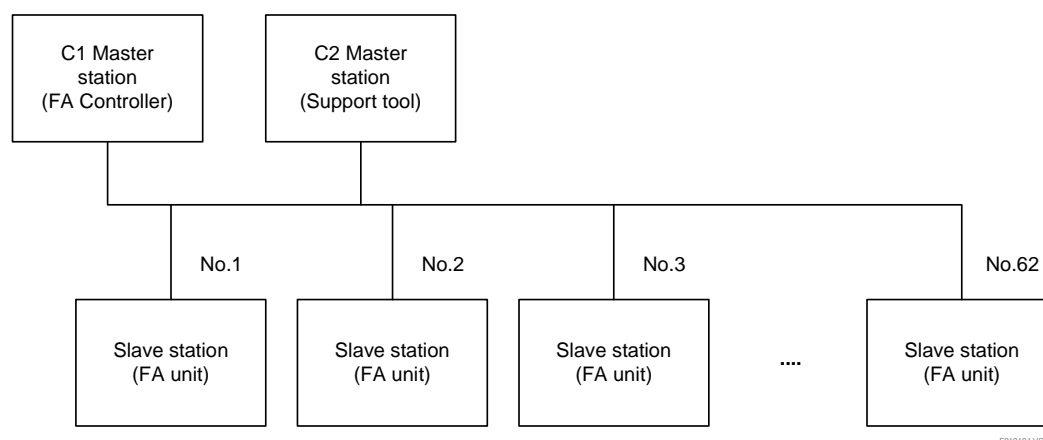 C1 Master
station
(FA Controller)
C2 Master
station
(Support tool)
No.1
No.2
No.3
No.62
Slave station
(FA unit)
Slave station
(FA unit)
Slave station
(FA unit)
....
Slave station
(FA unit)